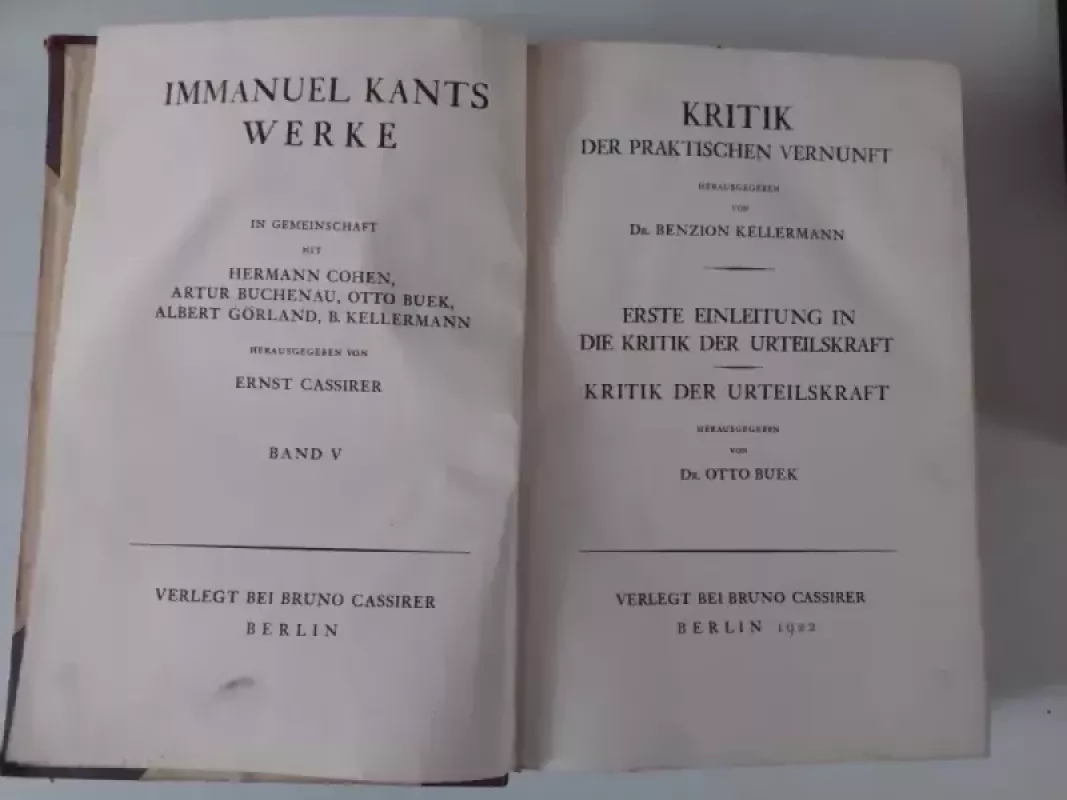 IMMANUEL KANTS
WERKE
IN GEMEINSCHAFT
MIT
HERMANN COHEN,
ARTUR BUCHENAU, OTTO BUEK,
ALBERT GÖRLAND, B. KELLERMANN
HERAUSGEGEBEN VON
ERNST CASSIRER
BAND V
VERLEGT BEI BRUNO CASSIRER
BERLIN
KRITIK
DER PRAKTISCHEN VERNUNFT
HERAUSGEGEBEN
VON
DR. BENZION KELLERMANN
ERSTE EINLEITUNG IN
DIE KRITIK DER URTEILSKRAFT
KRITIK DER URTEILSKRAFT
HERAUSGEGEBEN
VON
DR. OTTO BUEK
VERLEGT BEI BRUNO CASSIRER
BERLIN 1922